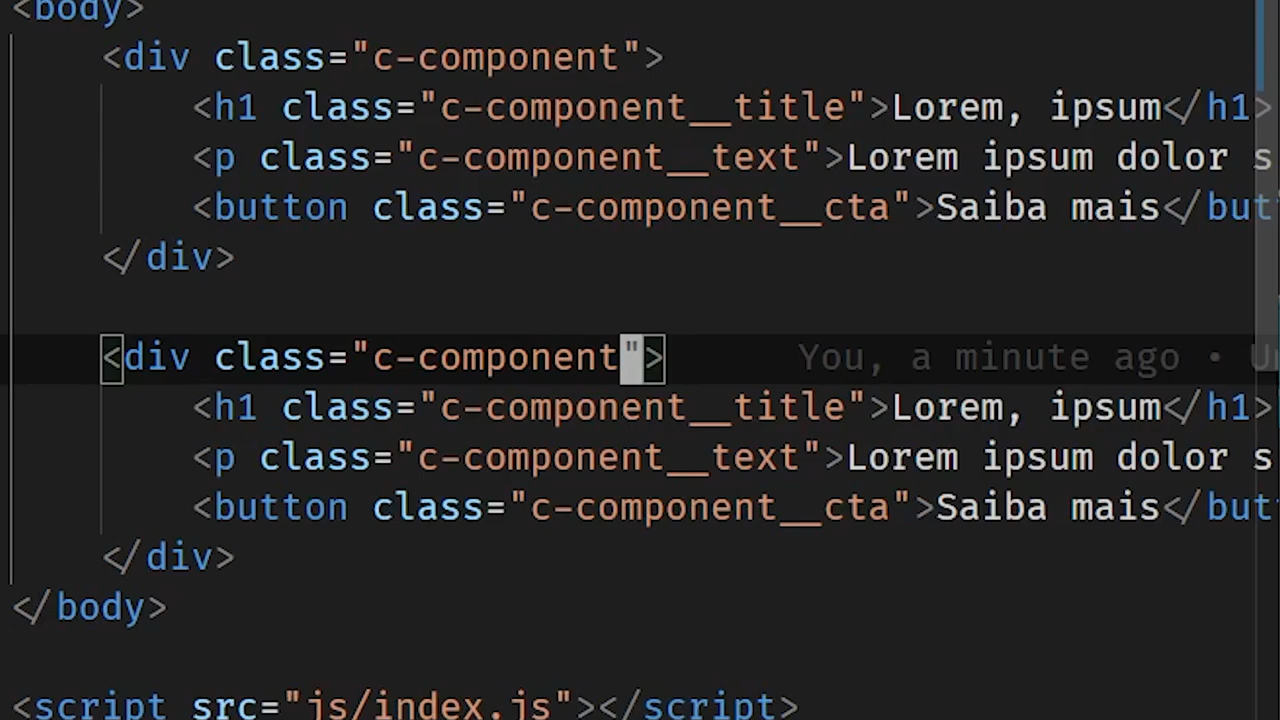 <body>
<div class="c-component">
<h1 class="c-component__title">Lorem, ipsum</h1>
<p class="c-component__text">Lorem ipsum dolor s
<button class="c-component__cta">Saiba mais</but
</div>
<div class="c-component"> You, a minute ago • U
<h1 class="c-component__title">Lorem, ipsum</h1>
<p class="c-component__text">Lorem ipsum dolor s
<button class="c-component__cta">Saiba mais</but
</div>
</body>
<script src="js/index.js"></script>